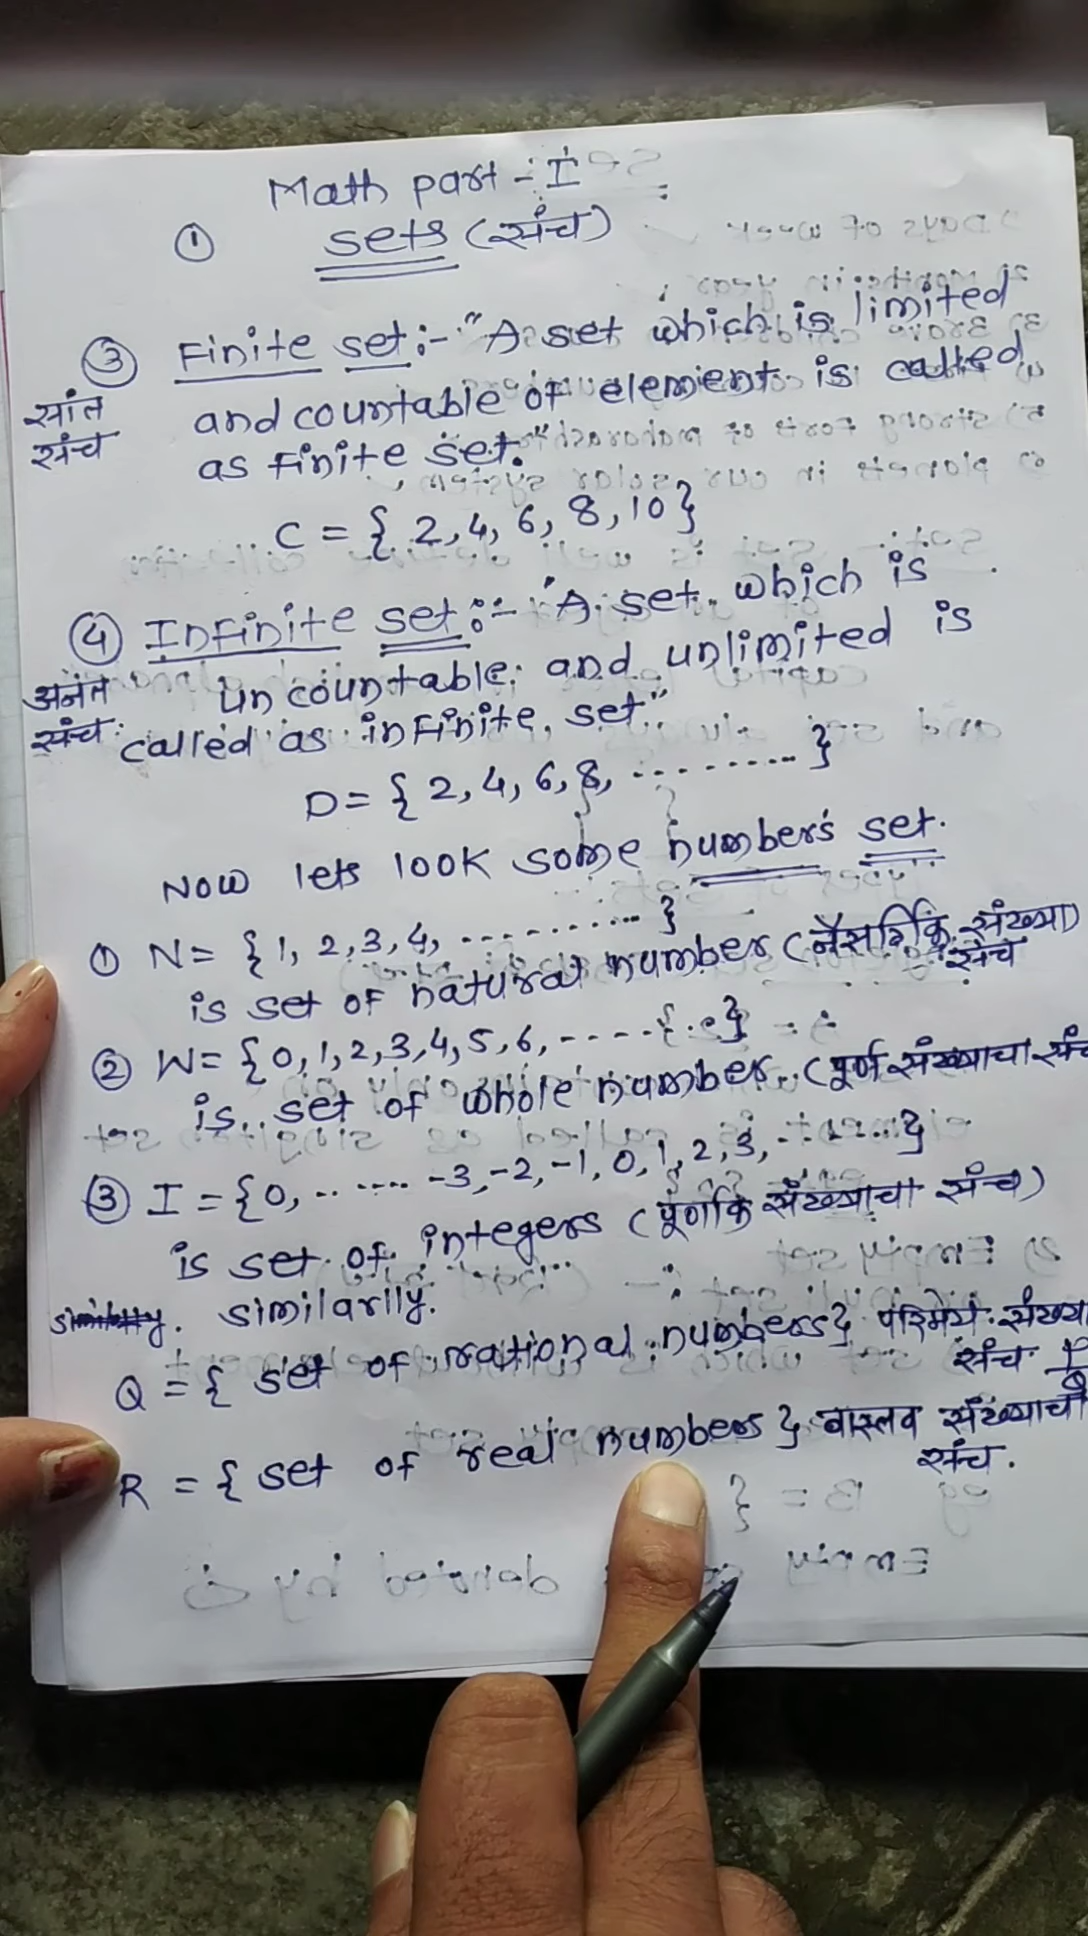 Math part - I
① sets (संच)
③ Finite set :- "A set which is limited
सांत and countable of element is called
संच as Finite set."
C = { 2, 4, 6, 8, 10 }
④ Infinite set :- "A set which is
अनंत un countable and unlimited is
संच called as infinite set."
D = { 2, 4, 6, 8, ......... }
Now lets look some numbers set.
① N = { 1, 2, 3, 4, .......... }
is set of natural number (नैसर्गिक संख्या)
संच
② W = { 0, 1, 2, 3, 4, 5, 6, ------- }
is set of whole number. (पूर्ण संख्याचा संच
③ I = { 0, ...... -3, -2, -1, 0, 1, 2, 3, ........ }
is set of integers (पूर्णांक संख्याचा संच)
similarlly.
Q = { set of rational numbers } परिमेय संख्या
संच
R = { set of real numbers } वास्तव संख्याचा
संच.